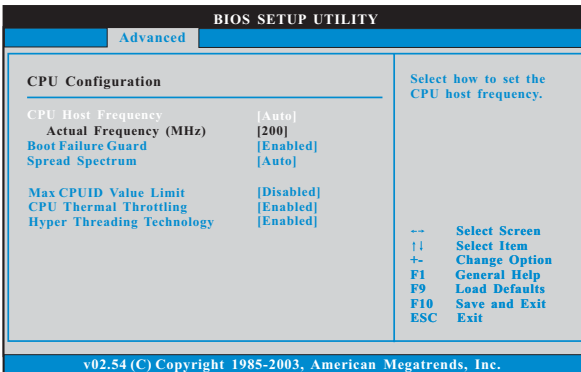 BIOS SETUP UTILITY
Advanced
CPU Configuration
CPU Host Frequency [Auto]
Actual Frequency (MHz) [200]
Boot Failure Guard [Enabled]
Spread Spectrum [Auto]
Max CPUID Value Limit [Disabled]
CPU Thermal Throttling [Enabled]
Hyper Threading Technology [Enabled]
Select how to set the
CPU host frequency.
←→ Select Screen
↑↓ Select Item
+- Change Option
F1 General Help
F9 Load Defaults
F10 Save and Exit
ESC Exit
v02.54 (C) Copyright 1985-2003, American Megatrends, Inc.